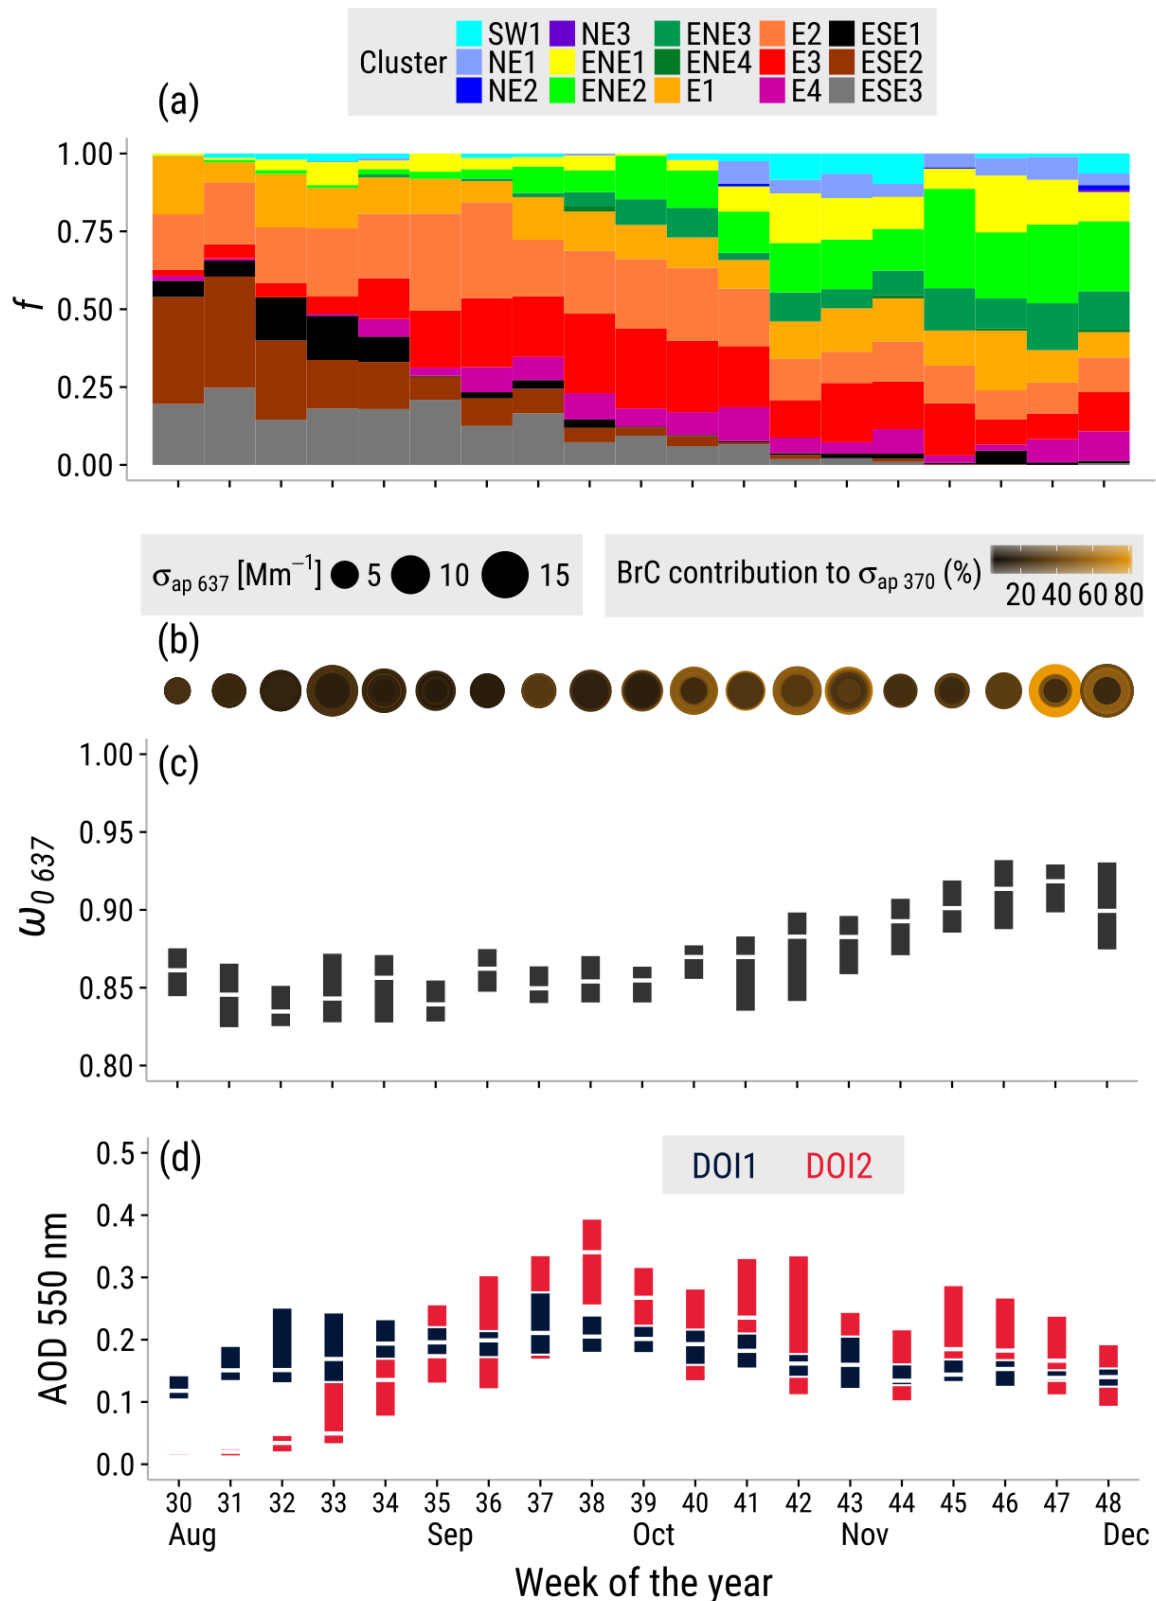 Cluster
SW1 NE3 ENE3 E2 ESE1
NE1 ENE1 ENE4 E3 ESE2
NE2 ENE2 E1 E4 ESE3
(a)
1.00
0.75
0.50
0.25
0.00
f
σap 637 [Mm−1] 5 10 15
BrC contribution to σap 370 (%)
20 40 60 80
(b)
(c)
1.00
0.95
0.90
0.85
0.80
ω0 637
(d)
DOI1 DOI2
0.5
0.4
0.3
0.2
0.1
0.0
AOD 550 nm
30 31 32 33 34 35 36 37 38 39 40 41 42 43 44 45 46 47 48
Aug Sep Oct Nov Dec
Week of the year